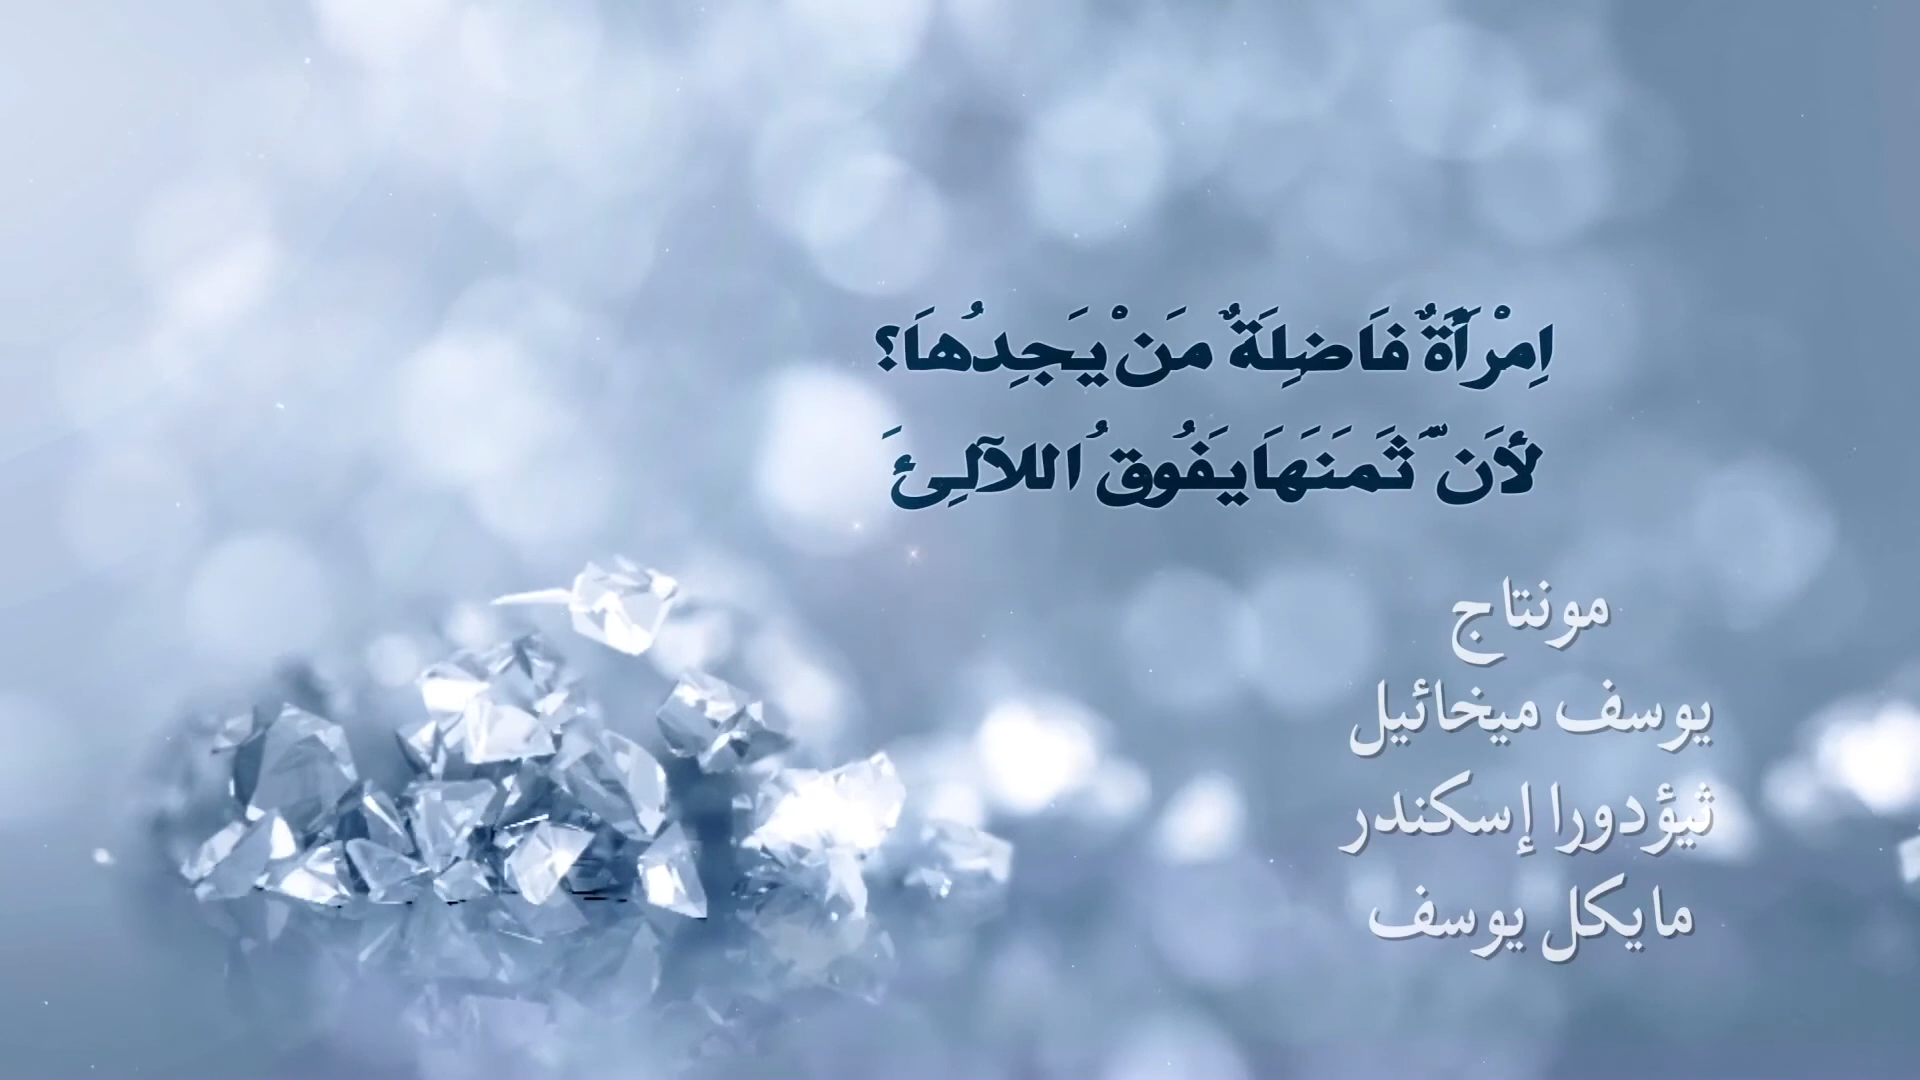 اِمْرَأَةٌ فَاضِلَةٌ مَنْ يَجِدُهَا؟
لأَنَّ ثَمَنَهَا يَفُوقُ اللآلِئَ
مونتاج
يوسف ميخائيل
ثيؤدورا إسكندر
مايكل يوسف